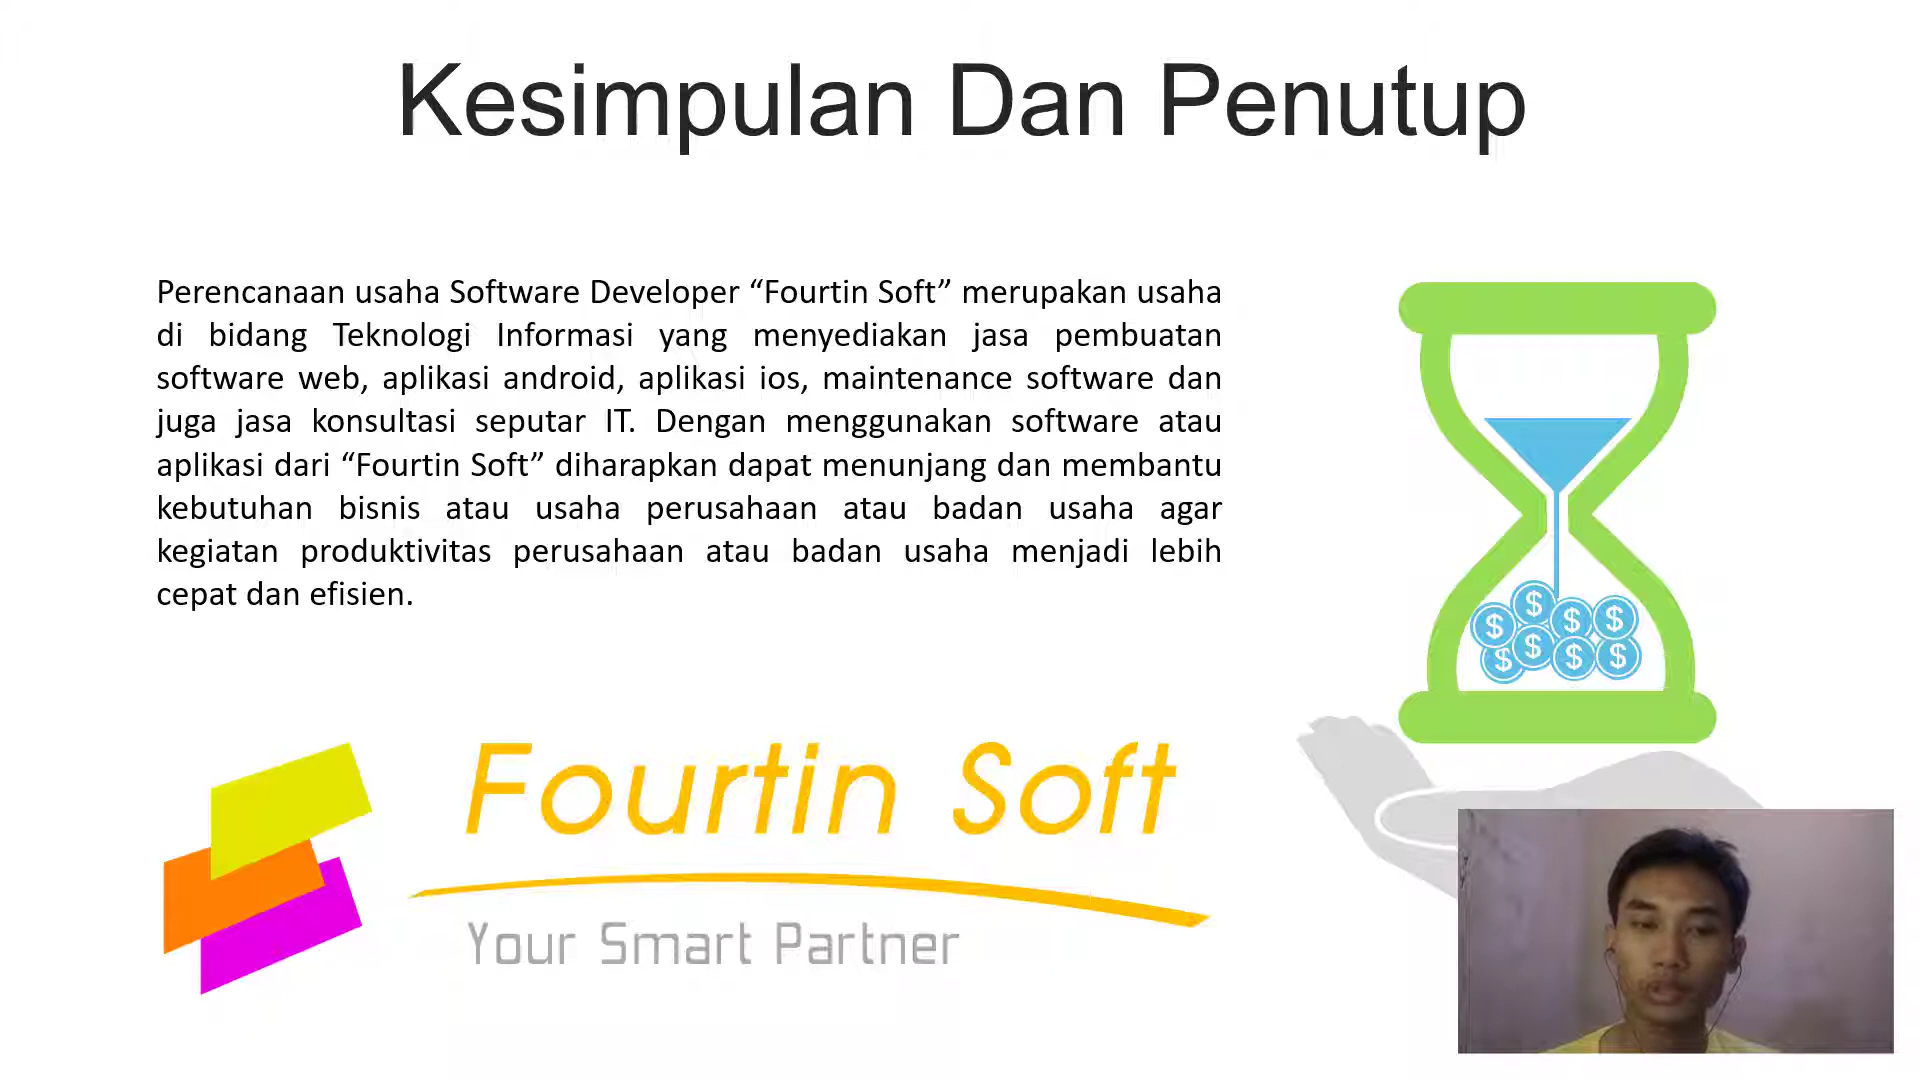 Kesimpulan Dan Penutup
Perencanaan usaha Software Developer “Fourtin Soft” merupakan usaha
di bidang Teknologi Informasi yang menyediakan jasa pembuatan
software web, aplikasi android, aplikasi ios, maintenance software dan
juga jasa konsultasi seputar IT. Dengan menggunakan software atau
aplikasi dari “Fourtin Soft” diharapkan dapat menunjang dan membantu
kebutuhan bisnis atau usaha perusahaan atau badan usaha agar
kegiatan produktivitas perusahaan atau badan usaha menjadi lebih
cepat dan efisien.
$ $ $ $
$ $ $ $
Fourtin Soft
Your Smart Partner